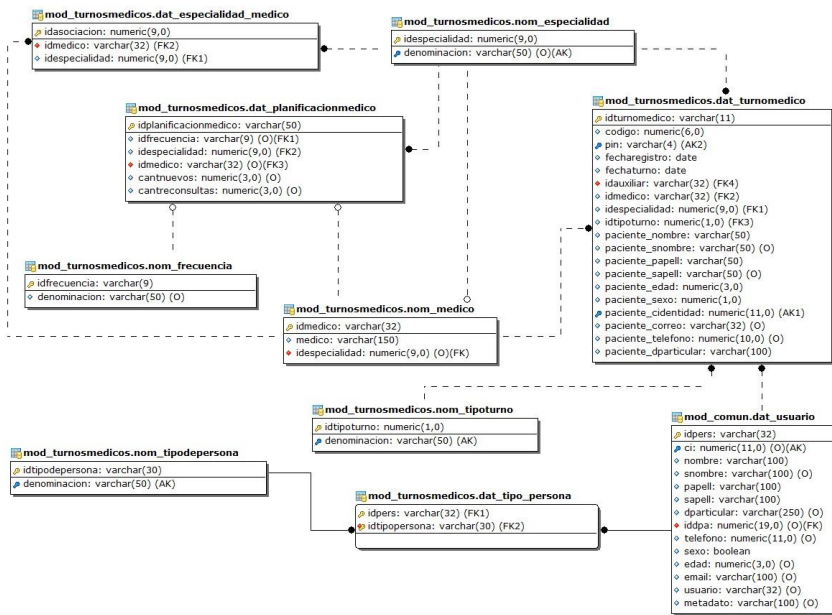 mod_turnosmedicos.dat_especialidad_medico
idasociacion: numeric(9,0)
idmedico: varchar(32) (FK2)
idespecialidad: numeric(9,0) (FK1)
mod_turnosmedicos.nom_especialidad
idespecialidad: numeric(9,0)
denominacion: varchar(50) (O)(AK)
mod_turnosmedicos.dat_planificacionmedico
idplanificacionmedico: varchar(50)
idfrecuencia: varchar(9) (O)(FK1)
idespecialidad: numeric(9,0) (FK2)
idmedico: varchar(32) (O)(FK3)
cantnuevos: numeric(3,0) (O)
cantreconsultas: numeric(3,0) (O)
mod_turnosmedicos.dat_turnomedico
idturnomedico: varchar(11)
codigo: numeric(6,0)
pin: varchar(4) (AK2)
fecharegistro: date
fechaturno: date
idauxiliar: varchar(32) (FK4)
idmedico: varchar(32) (FK2)
idespecialidad: numeric(9,0) (FK1)
idtipoturno: numeric(1,0) (FK3)
paciente_nombre: varchar(50)
paciente_snombre: varchar(50) (O)
paciente_papell: varchar(50)
paciente_sapell: varchar(50) (O)
paciente_edad: numeric(3,0)
paciente_sexo: numeric(1,0)
paciente_cidentidad: numeric(11,0) (AK1)
paciente_correo: varchar(32) (O)
paciente_telefono: numeric(10,0) (O)
paciente_dparticular: varchar(100)
mod_turnosmedicos.nom_frecuencia
idfrecuencia: varchar(9)
denominacion: varchar(50) (O)
mod_turnosmedicos.nom_medico
idmedico: varchar(32)
medico: varchar(150)
idespecialidad: numeric(9,0) (O)(FK)
mod_turnosmedicos.nom_tipoturno
idtipoturno: numeric(1,0)
denominacion: varchar(50) (AK)
mod_comun.dat_usuario
idpers: varchar(32)
ci: numeric(11,0) (O)(AK)
nombre: varchar(100)
snombre: varchar(100) (O)
papell: varchar(100)
sapell: varchar(100)
dparticular: varchar(250) (O)
iddpa: numeric(19,0) (O)(FK)
telefono: numeric(11,0) (O)
sexo: boolean
edad: numeric(3,0) (O)
email: varchar(100) (O)
usuario: varchar(32) (O)
metadato: varchar(100) (O)
mod_turnosmedicos.nom_tipodepersona
idtipodepersona: varchar(30)
denominacion: varchar(50) (AK)
mod_turnosmedicos.dat_tipo_persona
idpers: varchar(32) (FK1)
idtipopersona: varchar(30) (FK2)